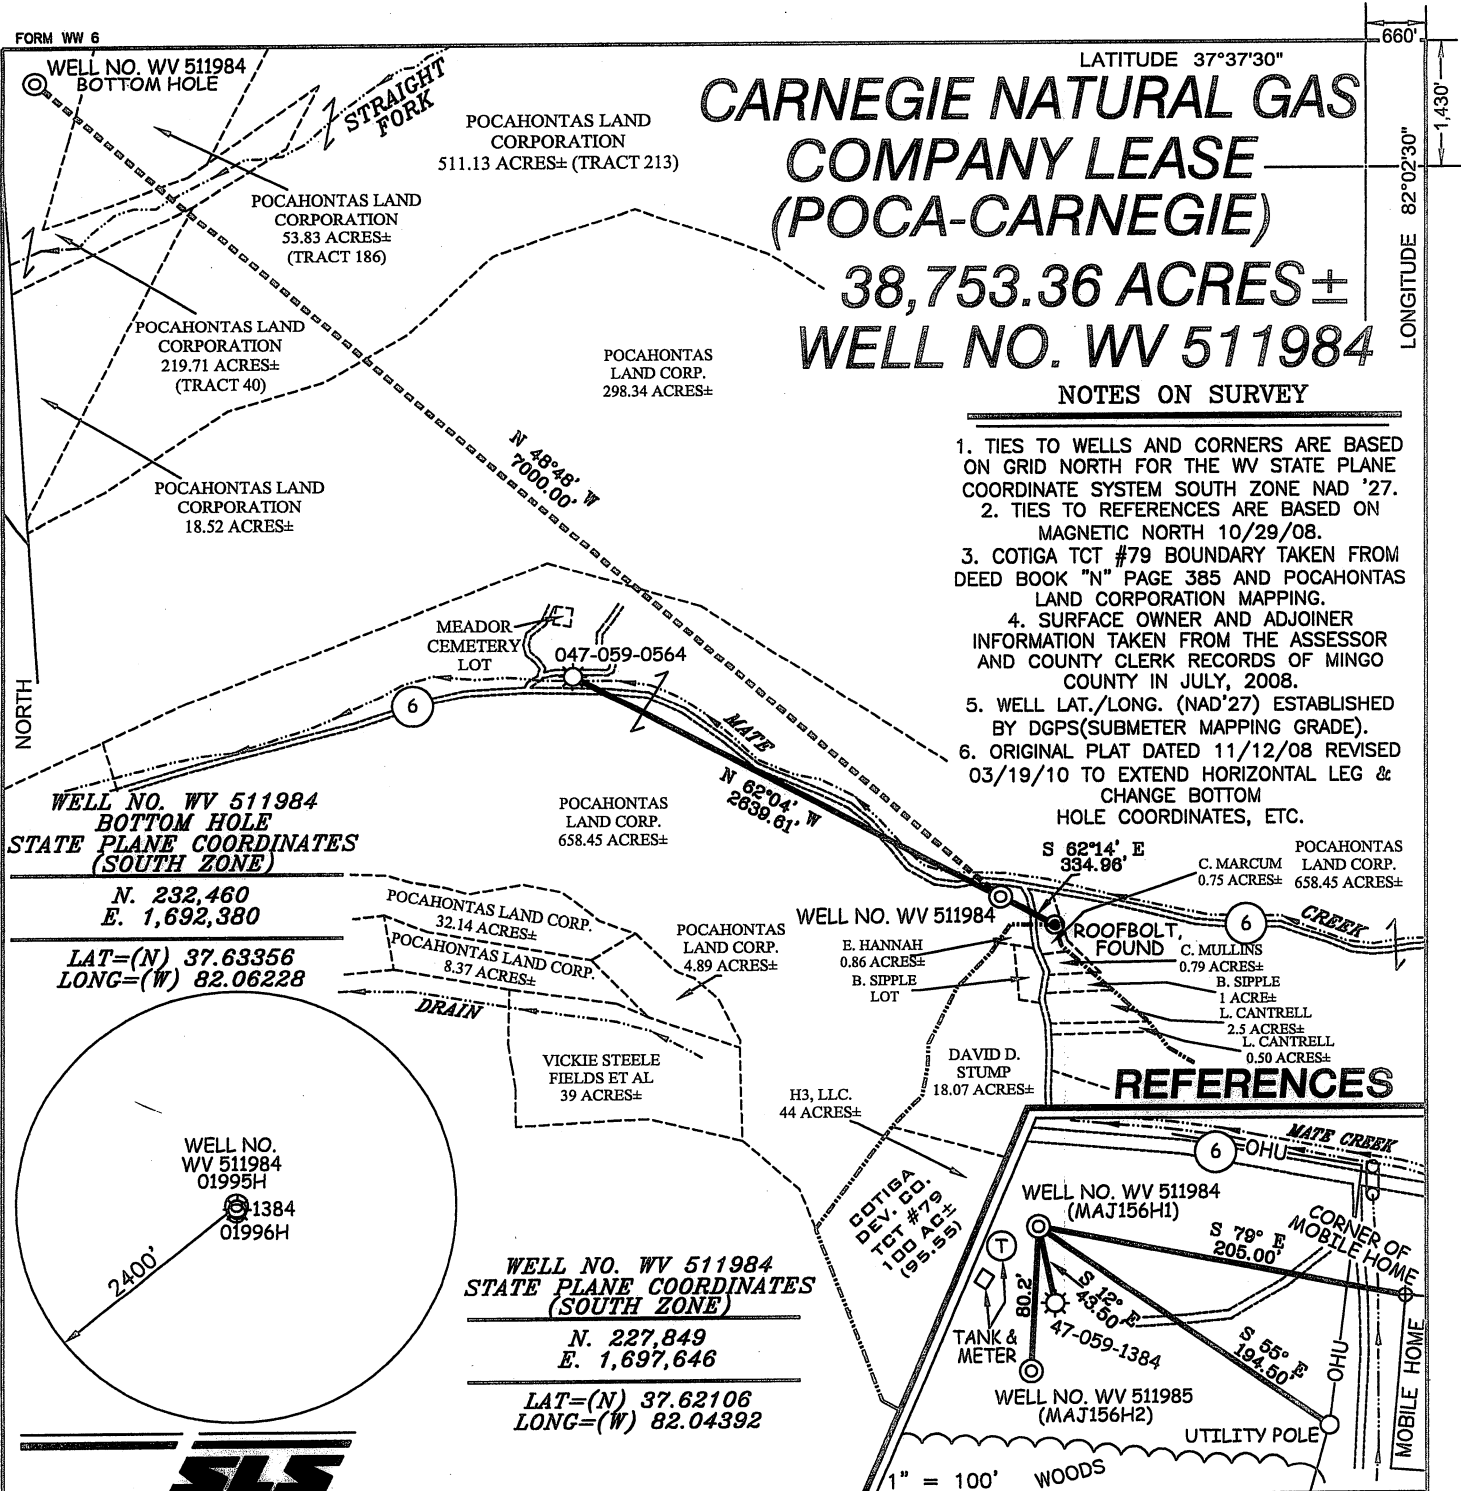 FORM WW 6
660'
LATITUDE 37°37'30"
1,430'
LONGITUDE 82°02'30"
WELL NO. WV 511984
BOTTOM HOLE
STRAIGHT
FORK
CARNEGIE NATURAL GAS
COMPANY LEASE
(POCA-CARNEGIE)
38,753.36 ACRES±
WELL NO. WV 511984
POCAHONTAS LAND
CORPORATION
511.13 ACRES± (TRACT 213)
POCAHONTAS LAND
CORPORATION
53.83 ACRES±
(TRACT 186)
POCAHONTAS LAND
CORPORATION
219.71 ACRES±
(TRACT 40)
POCAHONTAS
LAND CORP.
298.34 ACRES±
POCAHONTAS LAND
CORPORATION
18.52 ACRES±
N 48°48' W
7000.00'
NOTES ON SURVEY
1. TIES TO WELLS AND CORNERS ARE BASED
ON GRID NORTH FOR THE WV STATE PLANE
COORDINATE SYSTEM SOUTH ZONE NAD '27.
2. TIES TO REFERENCES ARE BASED ON
MAGNETIC NORTH 10/29/08.
3. COTIGA TCT #79 BOUNDARY TAKEN FROM
DEED BOOK "N" PAGE 385 AND POCAHONTAS
LAND CORPORATION MAPPING.
4. SURFACE OWNER AND ADJOINER
INFORMATION TAKEN FROM THE ASSESSOR
AND COUNTY CLERK RECORDS OF MINGO
COUNTY IN JULY, 2008.
5. WELL LAT./LONG. (NAD'27) ESTABLISHED
BY DGPS(SUBMETER MAPPING GRADE).
6. ORIGINAL PLAT DATED 11/12/08 REVISED
03/19/10 TO EXTEND HORIZONTAL LEG &
CHANGE BOTTOM
HOLE COORDINATES, ETC.
NORTH
MEADOR
CEMETERY
LOT
047-059-0564
6
MATE
N 62°04' W
2639.61'
WELL NO. WV 511984
BOTTOM HOLE
STATE PLANE COORDINATES
(SOUTH ZONE)
N. 232,460
E. 1,692,380
LAT=(N) 37.63356
LONG=(W) 82.06228
POCAHONTAS
LAND CORP.
658.45 ACRES±
S 62°14' E
334.96'
C. MARCUM
0.75 ACRES±
POCAHONTAS
LAND CORP.
658.45 ACRES±
WELL NO. WV 511984
6
CREEK
ROOFBOLT
FOUND
POCAHONTAS LAND CORP.
32.14 ACRES±
POCAHONTAS LAND CORP.
8.37 ACRES±
POCAHONTAS
LAND CORP.
4.89 ACRES±
E. HANNAH
0.86 ACRES±
B. SIPPLE
LOT
C. MULLINS
0.79 ACRES±
B. SIPPLE
1 ACRE±
L. CANTRELL
2.5 ACRES±
L. CANTRELL
0.50 ACRES±
DRAIN
VICKIE STEELE
FIELDS ET AL
39 ACRES±
DAVID D.
STUMP
18.07 ACRES±
H3, LLC.
44 ACRES±
COTIGA
DEV. CO.
TCT #79
100 AC±
(95.55)
WELL NO.
WV 511984
01995H
1384
01996H
2400'
WELL NO. WV 511984
STATE PLANE COORDINATES
(SOUTH ZONE)
N. 227,849
E. 1,697,646
LAT=(N) 37.62106
LONG=(W) 82.04392
REFERENCES
MATE CREEK
6
OHU
WELL NO. WV 511984
(MAJ156H1)
S 79° E
205.00'
CORNER OF
MOBILE HOME
T
80.2'
S 12° E
43.50'
TANK &
METER
47-059-1384
S 55° E
194.50'
OHU
MOBILE HOME
WELL NO. WV 511985
(MAJ156H2)
UTILITY POLE
1" = 100'
WOODS
SLS